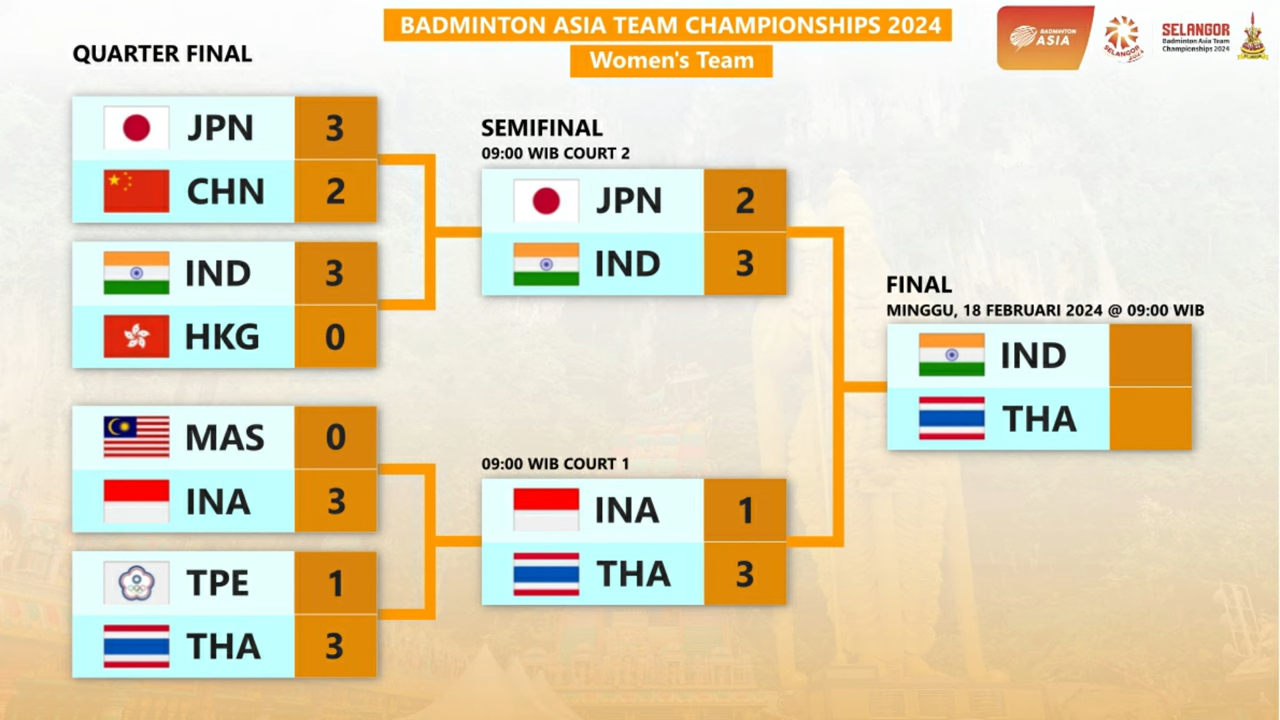 BADMINTON ASIA TEAM CHAMPIONSHIPS 2024
Women's Team
BADMINTON
ASIA
SELANGOR
SELANGOR
Badminton Asia Team
Championships 2024
QUARTER FINAL
JPN 3
CHN 2
IND 3
HKG 0
MAS 0
INA 3
TPE 1
THA 3
SEMIFINAL
09:00 WIB COURT 2
JPN 2
IND 3
09:00 WIB COURT 1
INA 1
THA 3
FINAL
MINGGU, 18 FEBRUARI 2024 @ 09:00 WIB
IND
THA